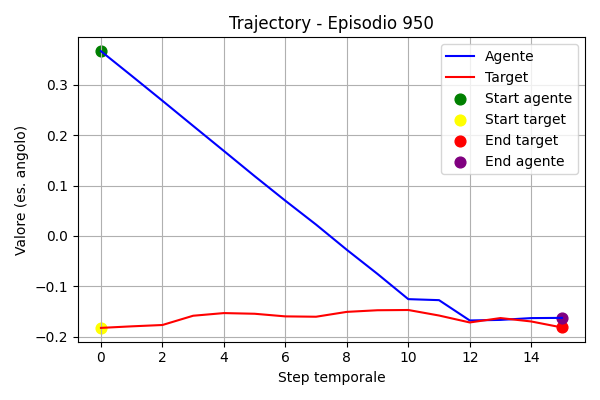 Trajectory - Episodio 950
Agente
Target
Start agente
Start target
End target
End agente
Valore (es. angolo)
0.3
0.2
0.1
0.0
−0.1
−0.2
0 2 4 6 8 10 12 14
Step temporale